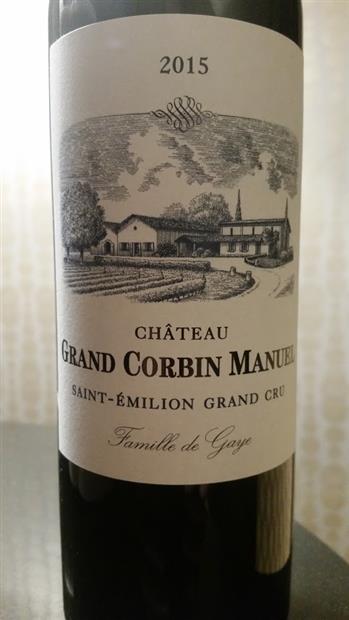 2015
CHÂTEAU
GRAND CORBIN MANUEL
SAINT-ÉMILION GRAND CRU
Famille de Gaye